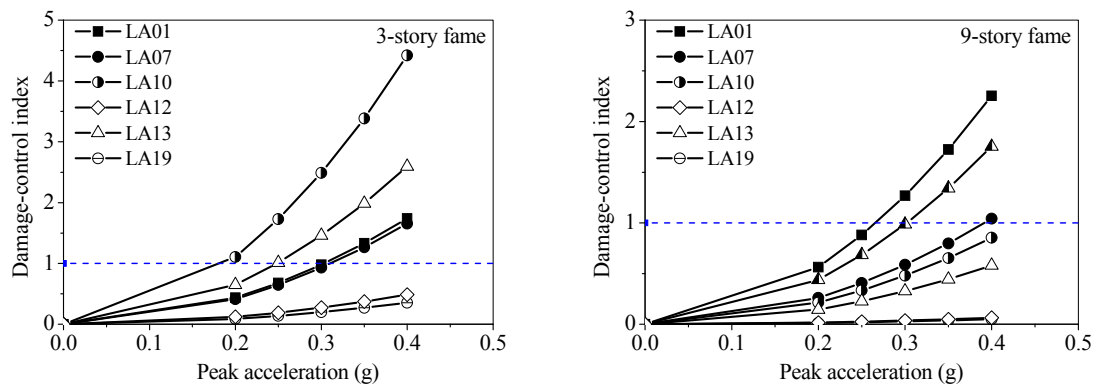 5
4
3
2
1
0
Damage-control index
3-story fame
LA01
LA07
LA10
LA12
LA13
LA19
0.0 0.1 0.2 0.3 0.4 0.5
Peak acceleration (g)
3
2
1
0
Damage-control index
9-story fame
LA01
LA07
LA10
LA12
LA13
LA19
0.0 0.1 0.2 0.3 0.4 0.5
Peak acceleration (g)